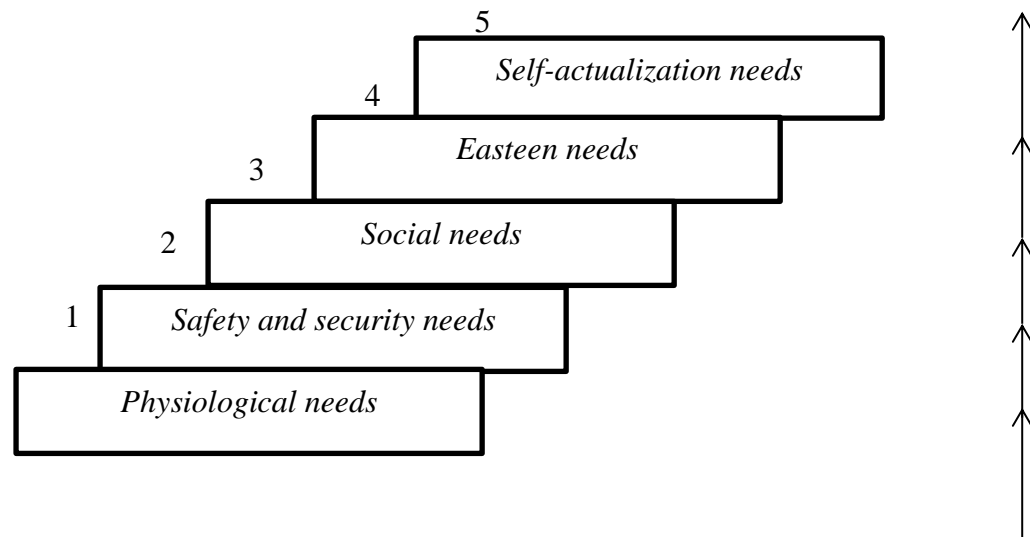 5
Self-actualization needs
4
Easteen needs
3
Social needs
2
Safety and security needs
1
Physiological needs